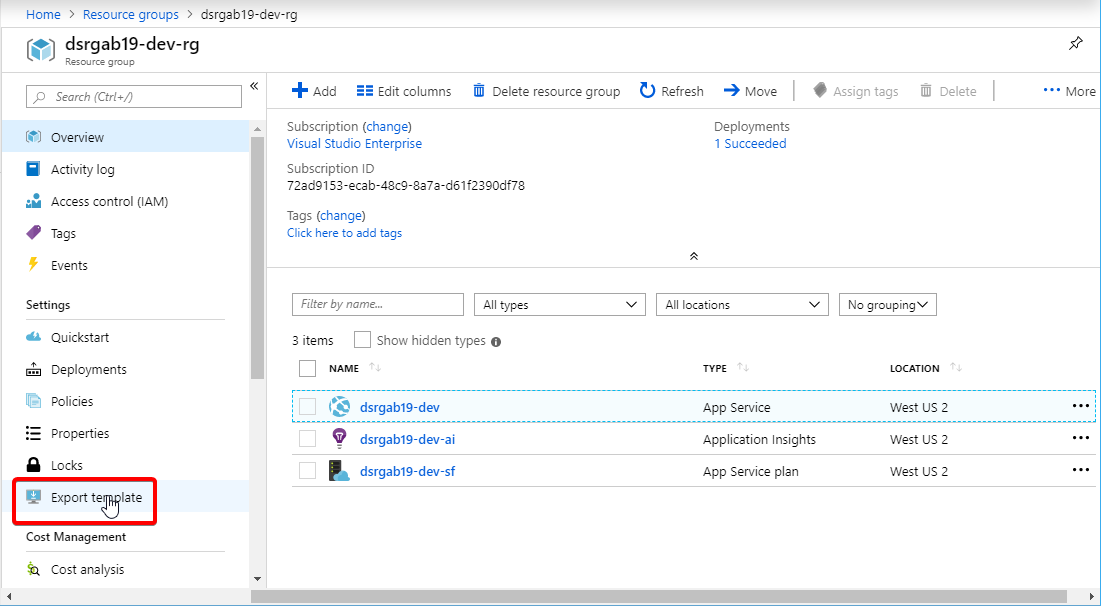 Home > Resource groups > dsrgab19-dev-rg
dsrgab19-dev-rg
Resource group
Search (Ctrl+/)
«
Overview
Activity log
Access control (IAM)
Tags
Events
Settings
Quickstart
Deployments
Policies
Properties
Locks
Export template
Cost Management
Cost analysis
Add Edit columns Delete resource group Refresh Move Assign tags Delete More
Subscription (change)
Visual Studio Enterprise
Deployments
1 Succeeded
Subscription ID
72ad9153-ecab-48c9-8a7a-d61f2390df78
Tags (change)
Click here to add tags
Filter by name... All types All locations No grouping
3 items Show hidden types
NAME TYPE LOCATION
dsrgab19-dev App Service West US 2
dsrgab19-dev-ai Application Insights West US 2
dsrgab19-dev-sf App Service plan West US 2